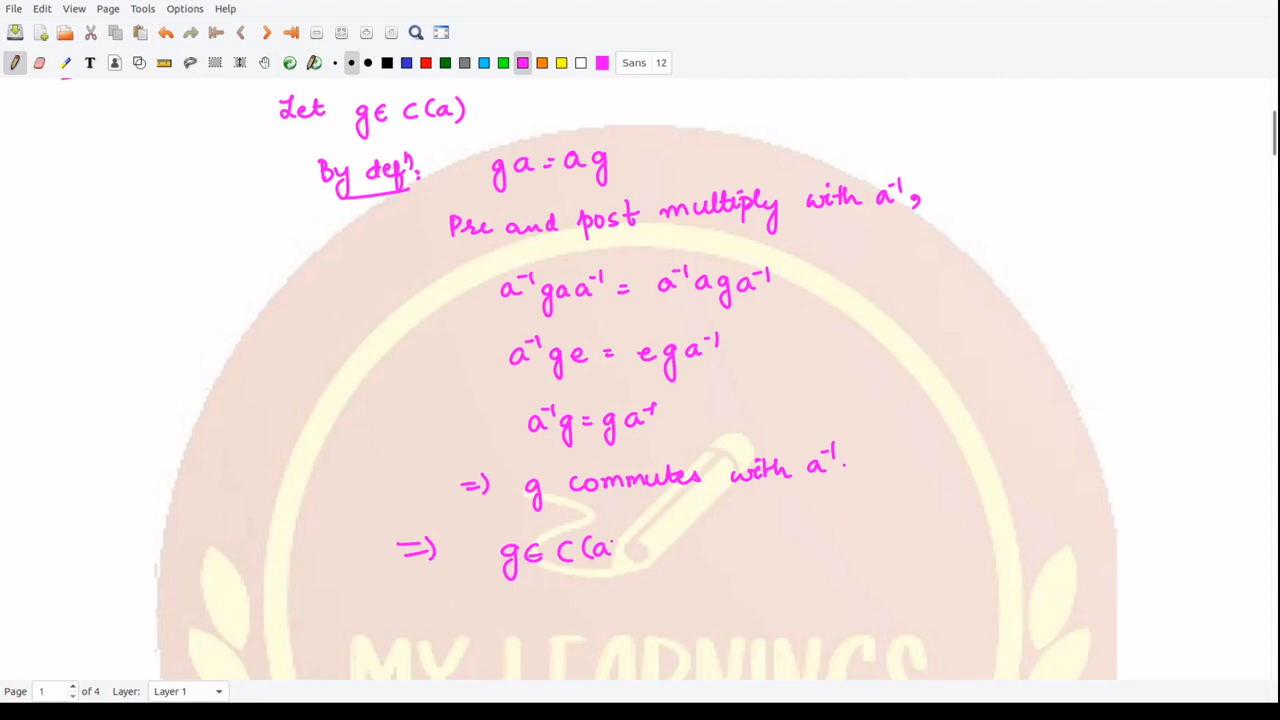 File Edit View Page Tools Options Help
Sans 12
Let g∈ C(a)
By defⁿ: ga = ag
Pre and post multiply with a⁻¹,
a⁻¹gaa⁻¹ = a⁻¹aga⁻¹
a⁻¹ge = ega⁻¹
a⁻¹g = ga⁻¹
=) g commutes with a⁻¹.
=) g∈ C(a
MY LEARNINGS
Page 1 of 4 Layer: Layer 1